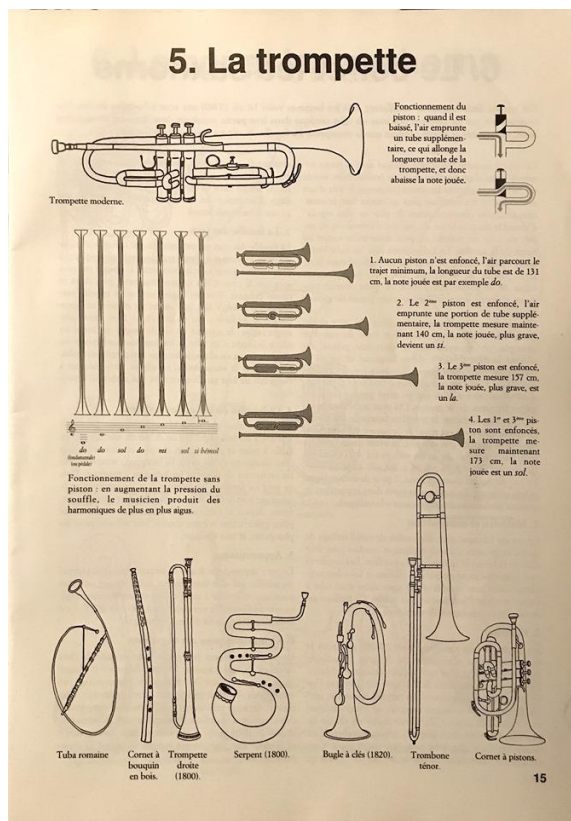 5. La trompette
Fonctionnement du
piston : quand il est
baissé, l'air emprunte
un tube supplémen-
taire, ce qui allonge la
longueur totale de la
trompette, et donc
abaisse la note jouée.
Trompette moderne.
1. Aucun piston n'est enfoncé, l'air parcourt le
trajet minimum, la longueur du tube est de 131
cm, la note jouée est par exemple do.
2. Le 2ème piston est enfoncé, l'air
emprunte une portion de tube supplé-
mentaire, la trompette mesure mainte-
nant 140 cm, la note jouée, plus grave,
devient un si.
3. Le 3ème piston est enfoncé,
la trompette mesure 157 cm,
la note jouée, plus grave, est
un la.
4. Les 1er et 3ème pis-
ton sont enfoncés,
la trompette me-
sure maintenant
173 cm, la note
jouée est un sol.
do do sol do mi sol si bémol
(fondamentale)
(ou pédale)
Fonctionnement de la trompette sans
piston : en augmentant la pression du
souffle, le musicien produit des
harmoniques de plus en plus aigus.
Tuba romaine
Cornet à
bouquin
en bois.
Trompette
droite
(1800).
Serpent (1800).
Bugle à clés (1820).
Trombone
ténor.
Cornet à pistons.
15